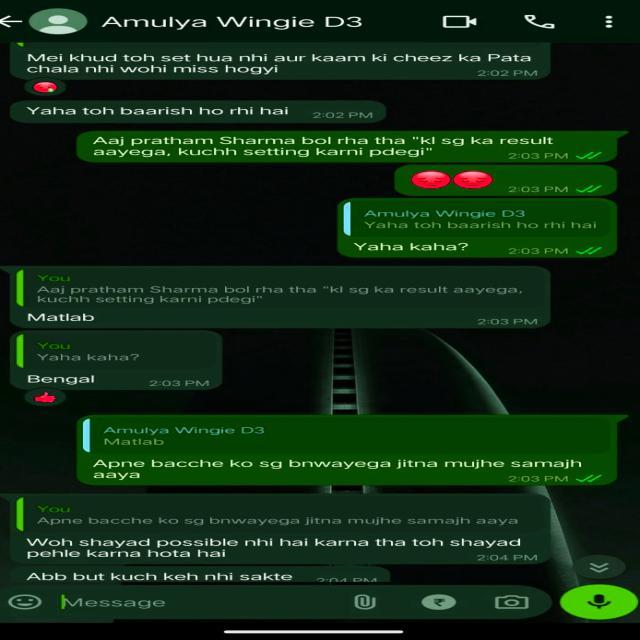 Amulya Wingie D3
Mei khud toh set hua nhi aur kaam ki cheez ka Pata
chala nhi wohi miss hogyi
2:02 PM
Yaha toh baarish ho rhi hai
2:02 PM
Aaj pratham Sharma bol rha tha "kl sg ka result
aayega, kuchh setting karni pdegi"
2:03 PM
2:03 PM
Amulya Wingie D3
Yaha toh baarish ho rhi hai
Yaha kaha?
2:03 PM
You
Aaj pratham Sharma bol rha tha "kl sg ka result aayega,
kuchh setting karni pdegi"
Matlab
2:03 PM
You
Yaha kaha?
Bengal
2:03 PM
Amulya Wingie D3
Matlab
Apne bacche ko sg bnwayega jitna mujhe samajh
aaya
2:03 PM
You
Apne bacche ko sg bnwayega jitna mujhe samajh aaya
Woh shayad possible nhi hai karna tha toh shayad
pehle karna hota hai
2:04 PM
Abb but kuch keh nhi sakte
2:04 PM
Message